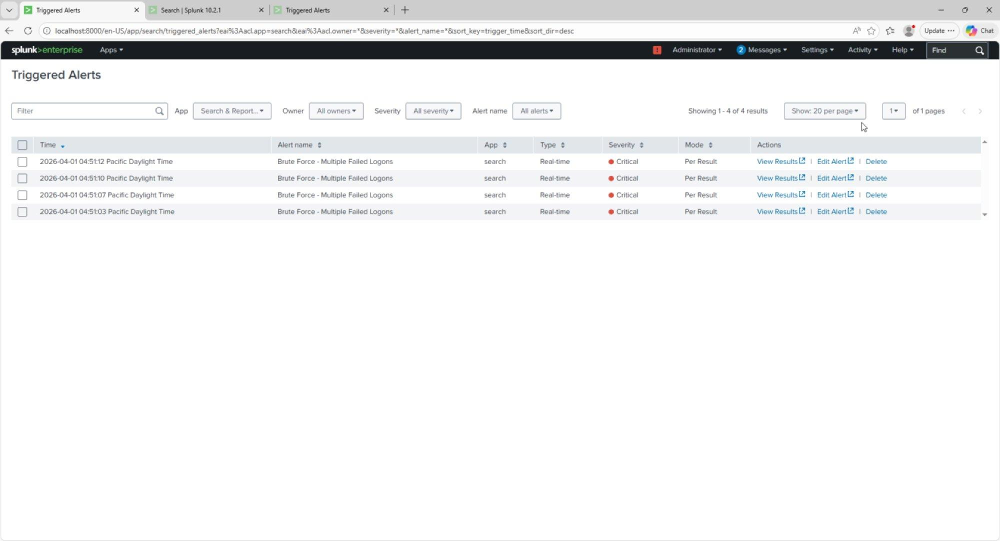 Triggered Alerts
Search | Splunk 10.2.1
Triggered Alerts
localhost:8000/en-US/app/search/triggered_alerts?eai%3Aacl.app=search&eai%3Aacl.owner=*&severity=*&alert_name=*&sort_key=trigger_time&sort_dir=desc
Update
Chat
splunk>enterprise Apps
! Administrator 2 Messages Settings Activity Help Find
Triggered Alerts
Filter App Search & Report... Owner All owners Severity All severity Alert name All alerts Showing 1 - 4 of 4 results Show: 20 per page 1 of 1 pages
Time Alert name App Type Severity Mode Actions
2026-04-01 04:51:12 Pacific Daylight Time Brute Force - Multiple Failed Logons search Real-time Critical Per Result View Results | Edit Alert | Delete
2026-04-01 04:51:10 Pacific Daylight Time Brute Force - Multiple Failed Logons search Real-time Critical Per Result View Results | Edit Alert | Delete
2026-04-01 04:51:07 Pacific Daylight Time Brute Force - Multiple Failed Logons search Real-time Critical Per Result View Results | Edit Alert | Delete
2026-04-01 04:51:03 Pacific Daylight Time Brute Force - Multiple Failed Logons search Real-time Critical Per Result View Results | Edit Alert | Delete